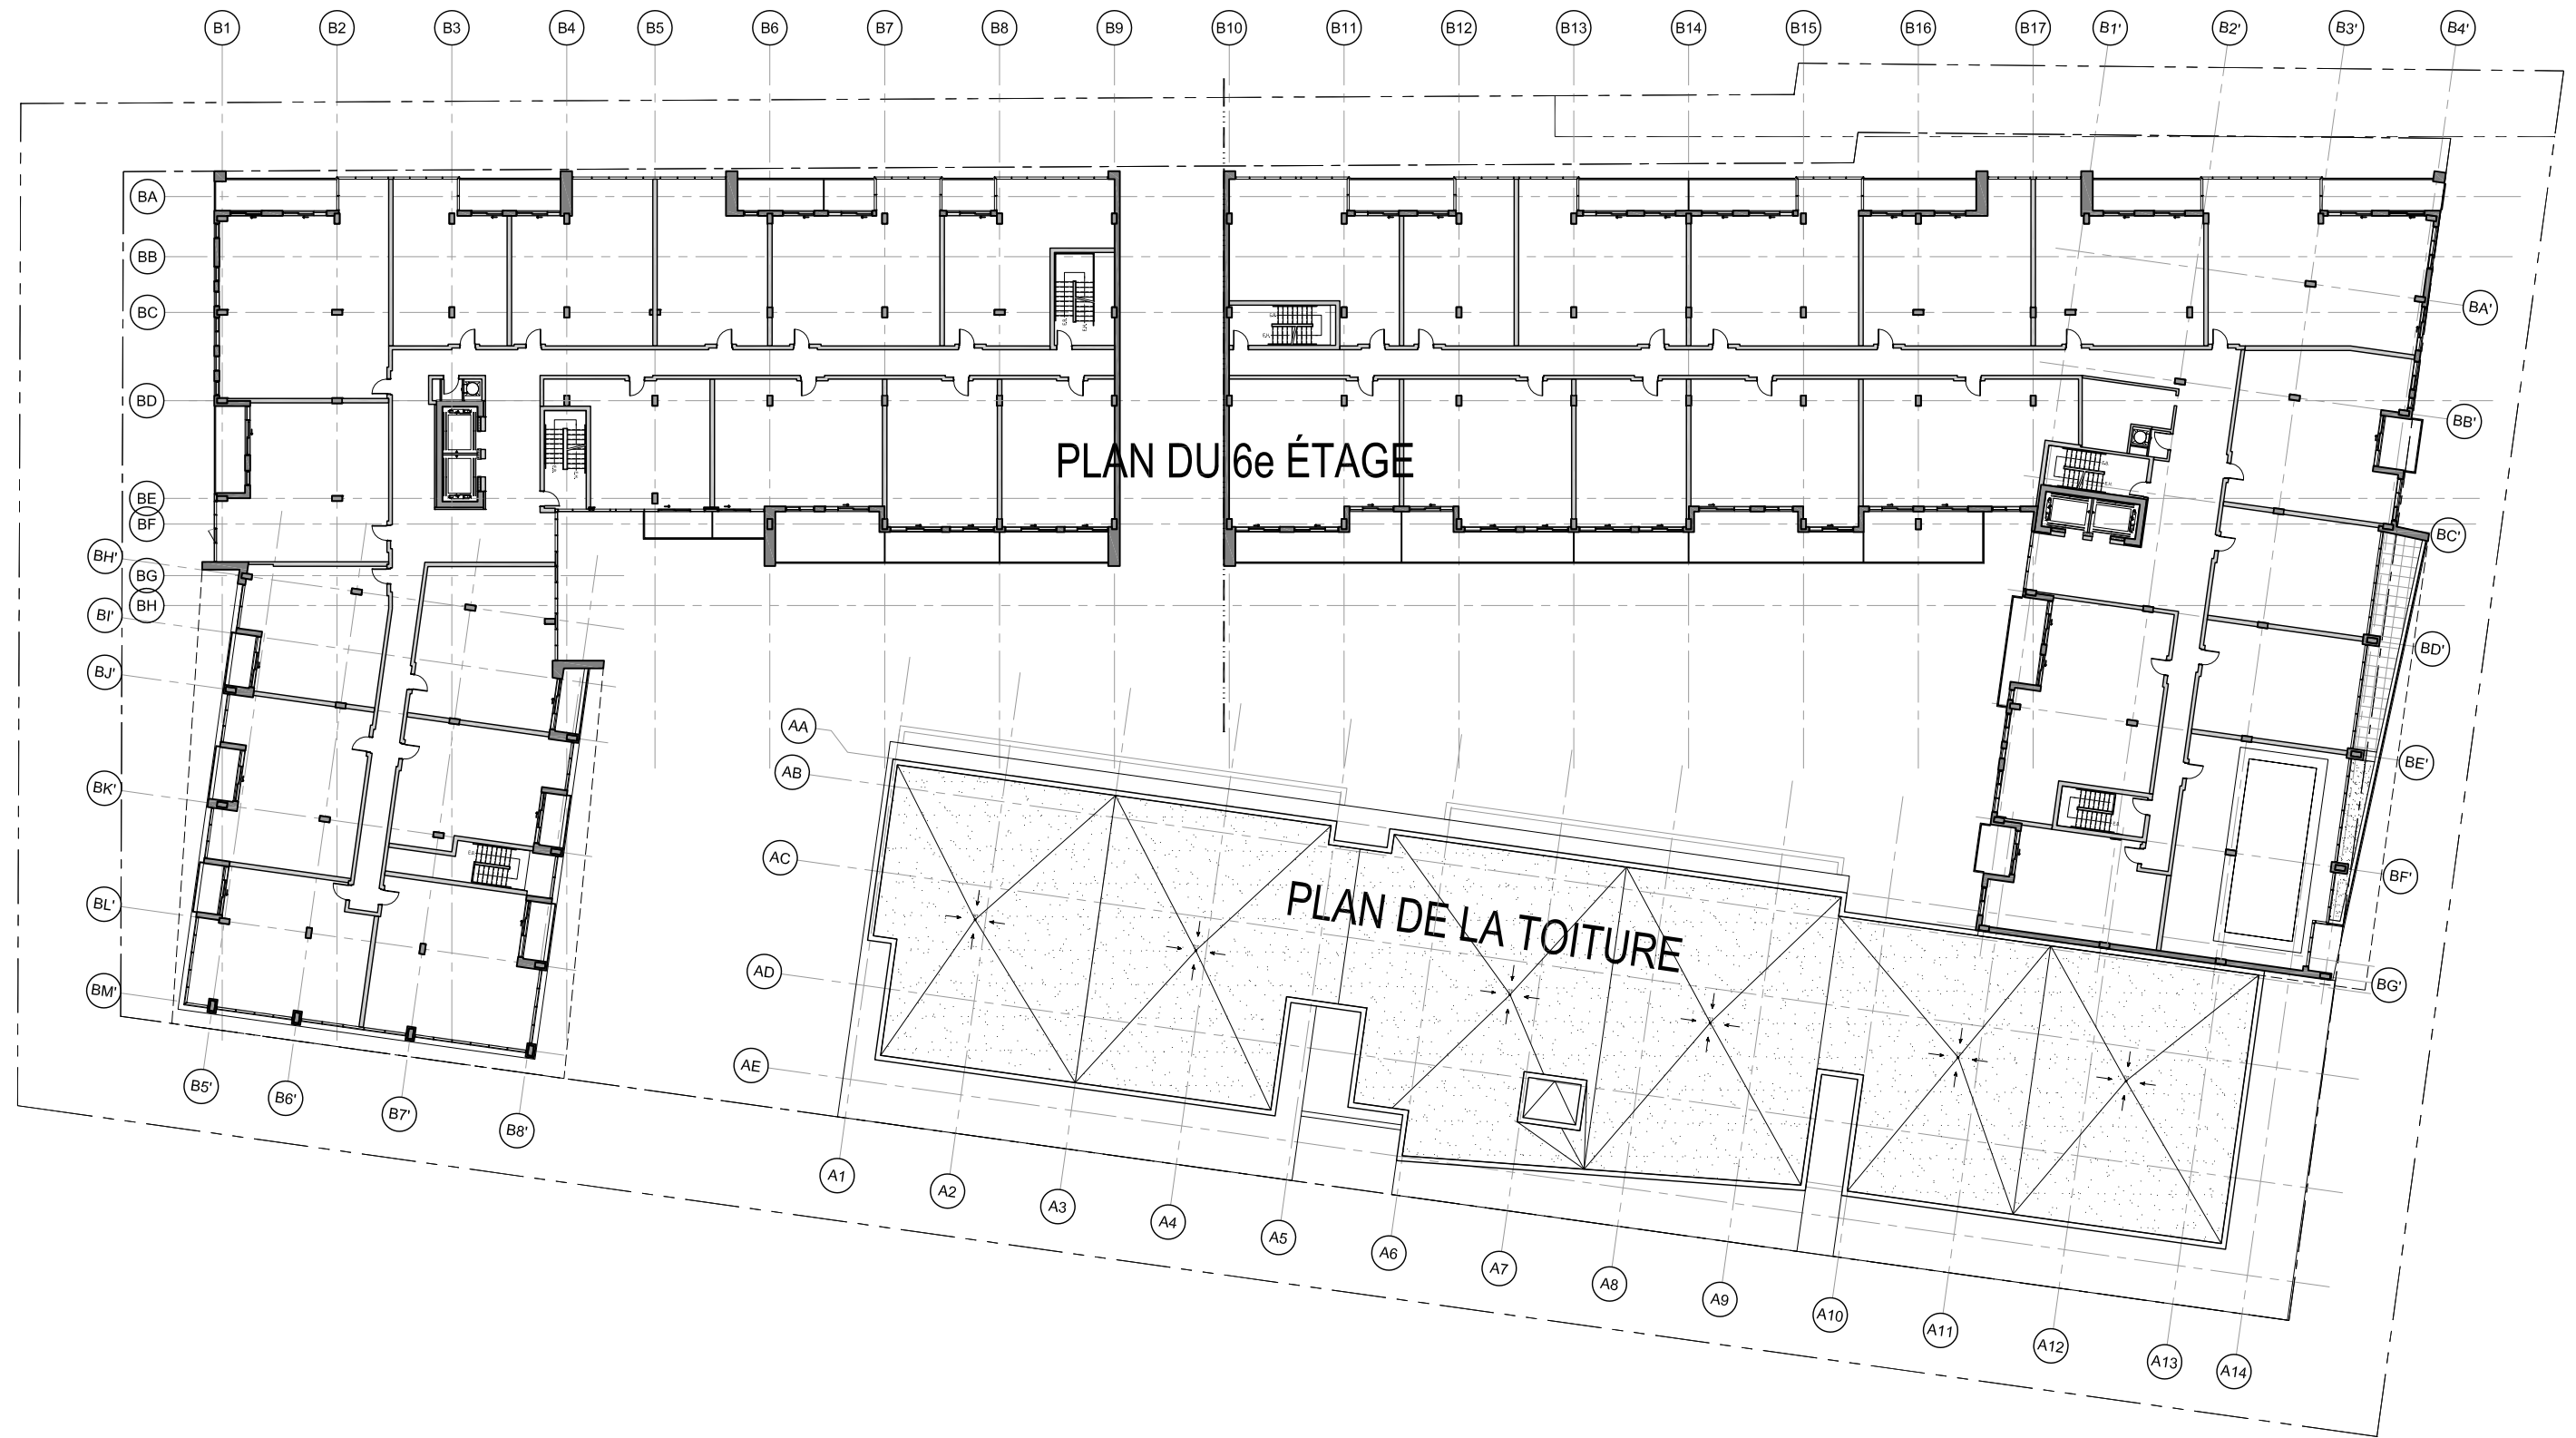 B1 B2 B3 B4 B5 B6 B7 B8 B9 B10 B11 B12 B13 B14 B15 B16 B17 B1' B2' B3' B4'
BA
BB
BC
BA'
BD
BB'
PLAN DU 6e ÉTAGE
BE
BF
BC'
BH'
BG
BH
BI'
BD'
BJ'
AA
AB
BE'
BK'
AC
BF'
BL'
PLAN DE LA TOITURE
AD
BG'
BM'
AE
B5' B6' B7' B8'
A1 A2 A3 A4 A5 A6 A7 A8 A9 A10 A11 A12 A13 A14